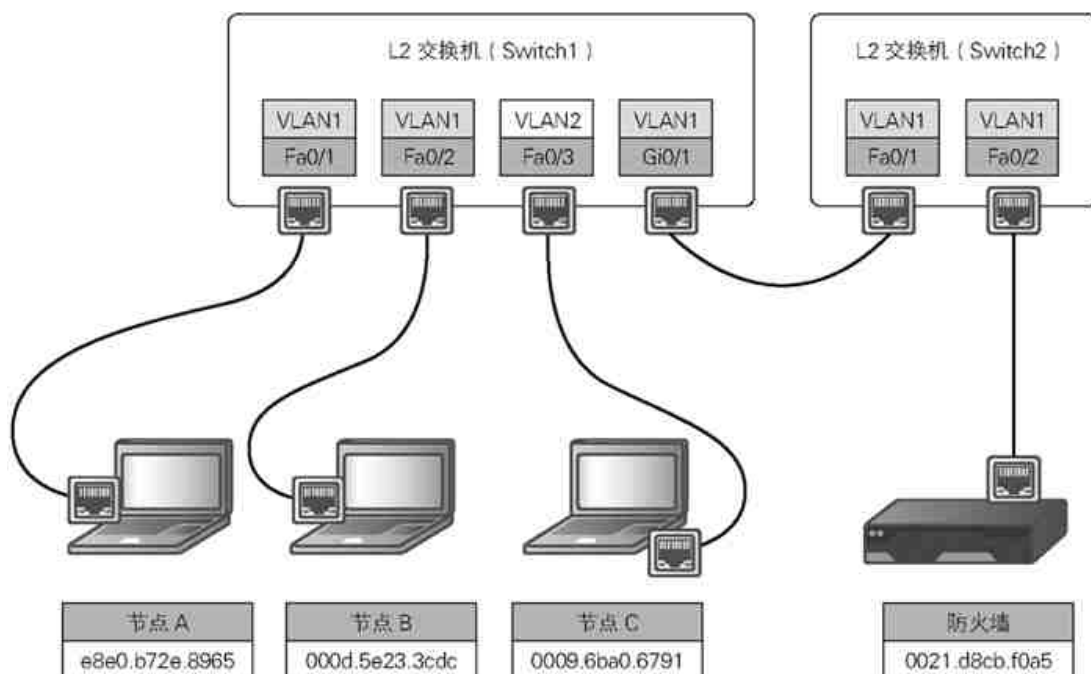 L2 交换机（Switch1）
L2 交换机（Switch2）
VLAN1
VLAN1
VLAN2
VLAN1
VLAN1
VLAN1
Fa0/1
Fa0/2
Fa0/3
Gi0/1
Fa0/1
Fa0/2
节点 A
节点 B
节点 C
防火墙
e8e0.b72e.8965
000d.5e23.3cdc
0009.6ba0.6791
0021.d8cb.f0a5